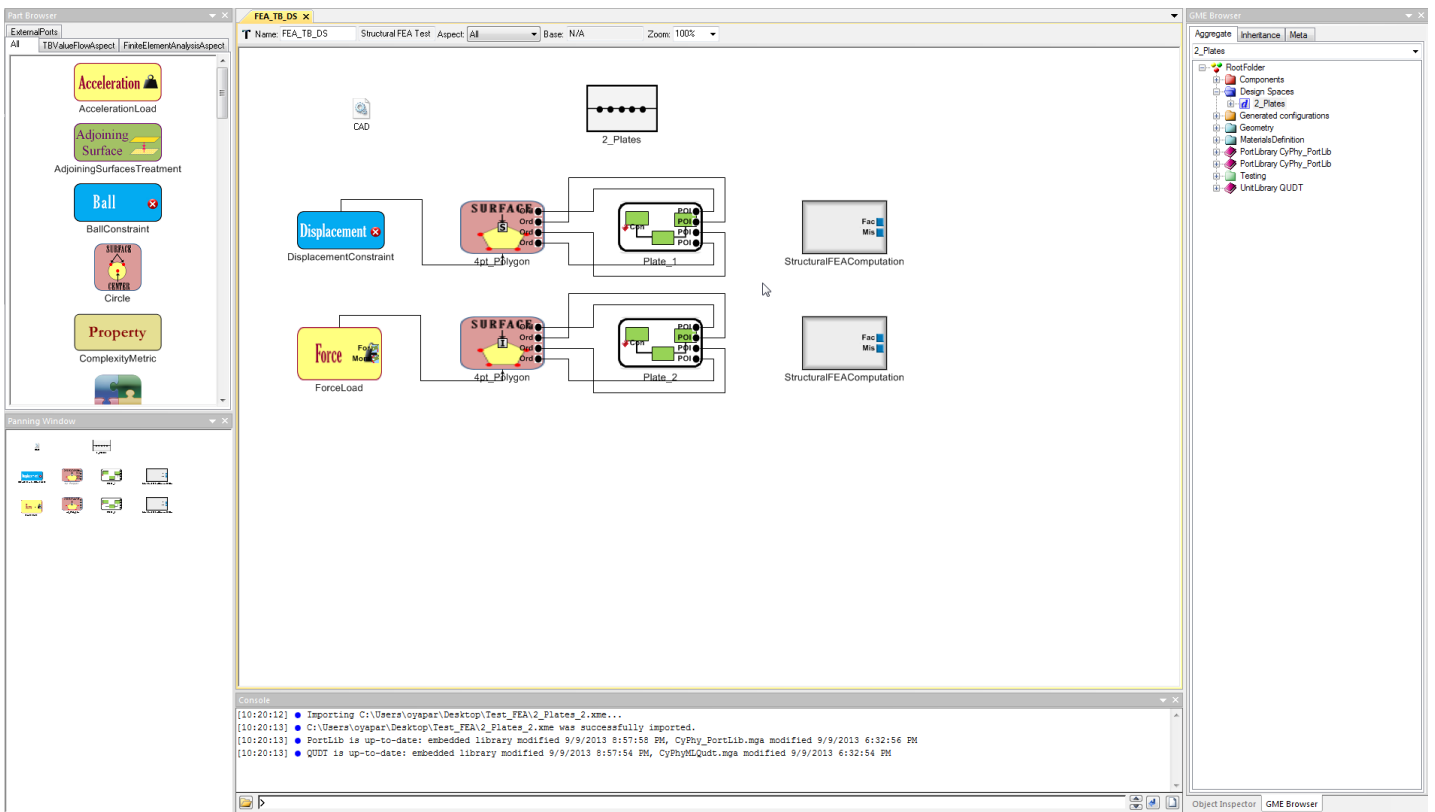 Part Browser
ExternalPorts
All TBValueFlowAspect FiniteElementAnalysisAspect
Acceleration
AccelerationLoad
Adjoining
Surface
AdjoiningSurfacesTreatment
Ball
BallConstraint
SURFACE
CENTER
Circle
Property
ComplexityMetric
Panning Window
FEA_TB_DS
Name: FEA_TB_DS Structural FEA Test Aspect: All Base: N/A Zoom: 100%
CAD
2_Plates
Displacement
DisplacementConstraint
SURFACE
Ord
Ord
Ord
Ord
S
4pt_Polygon
Con
POI
POI
POI
POI
Plate_1
Fac
Mis
StructuralFEAComputation
Force
For
Mom
ForceLoad
SURFACE
Ord
Ord
Ord
Ord
I
4pt_Polygon
Con
POI
POI
POI
POI
Plate_2
Fac
Mis
StructuralFEAComputation
Console
[10:20:12] Importing C:\Users\oyapar\Desktop\Test_FEA\2_Plates_2.xme...
[10:20:13] C:\Users\oyapar\Desktop\Test_FEA\2_Plates_2.xme was successfully imported.
[10:20:13] PortLib is up-to-date: embedded library modified 9/9/2013 8:57:58 PM, CyPhy_PortLib.mga modified 9/9/2013 6:32:56 PM
[10:20:13] QUDT is up-to-date: embedded library modified 9/9/2013 8:57:54 PM, CyPhyMLQudt.mga modified 9/9/2013 6:32:54 PM
>
GME Browser
Aggregate Inheritance Meta
2_Plates
RootFolder
Components
Design Spaces
d 2_Plates
Generated configurations
Geometry
MaterialsDefinition
PortLibrary CyPhy_PortLib
PortLibrary CyPhy_PortLib
Testing
UnitLibrary QUDT
Object Inspector GME Browser